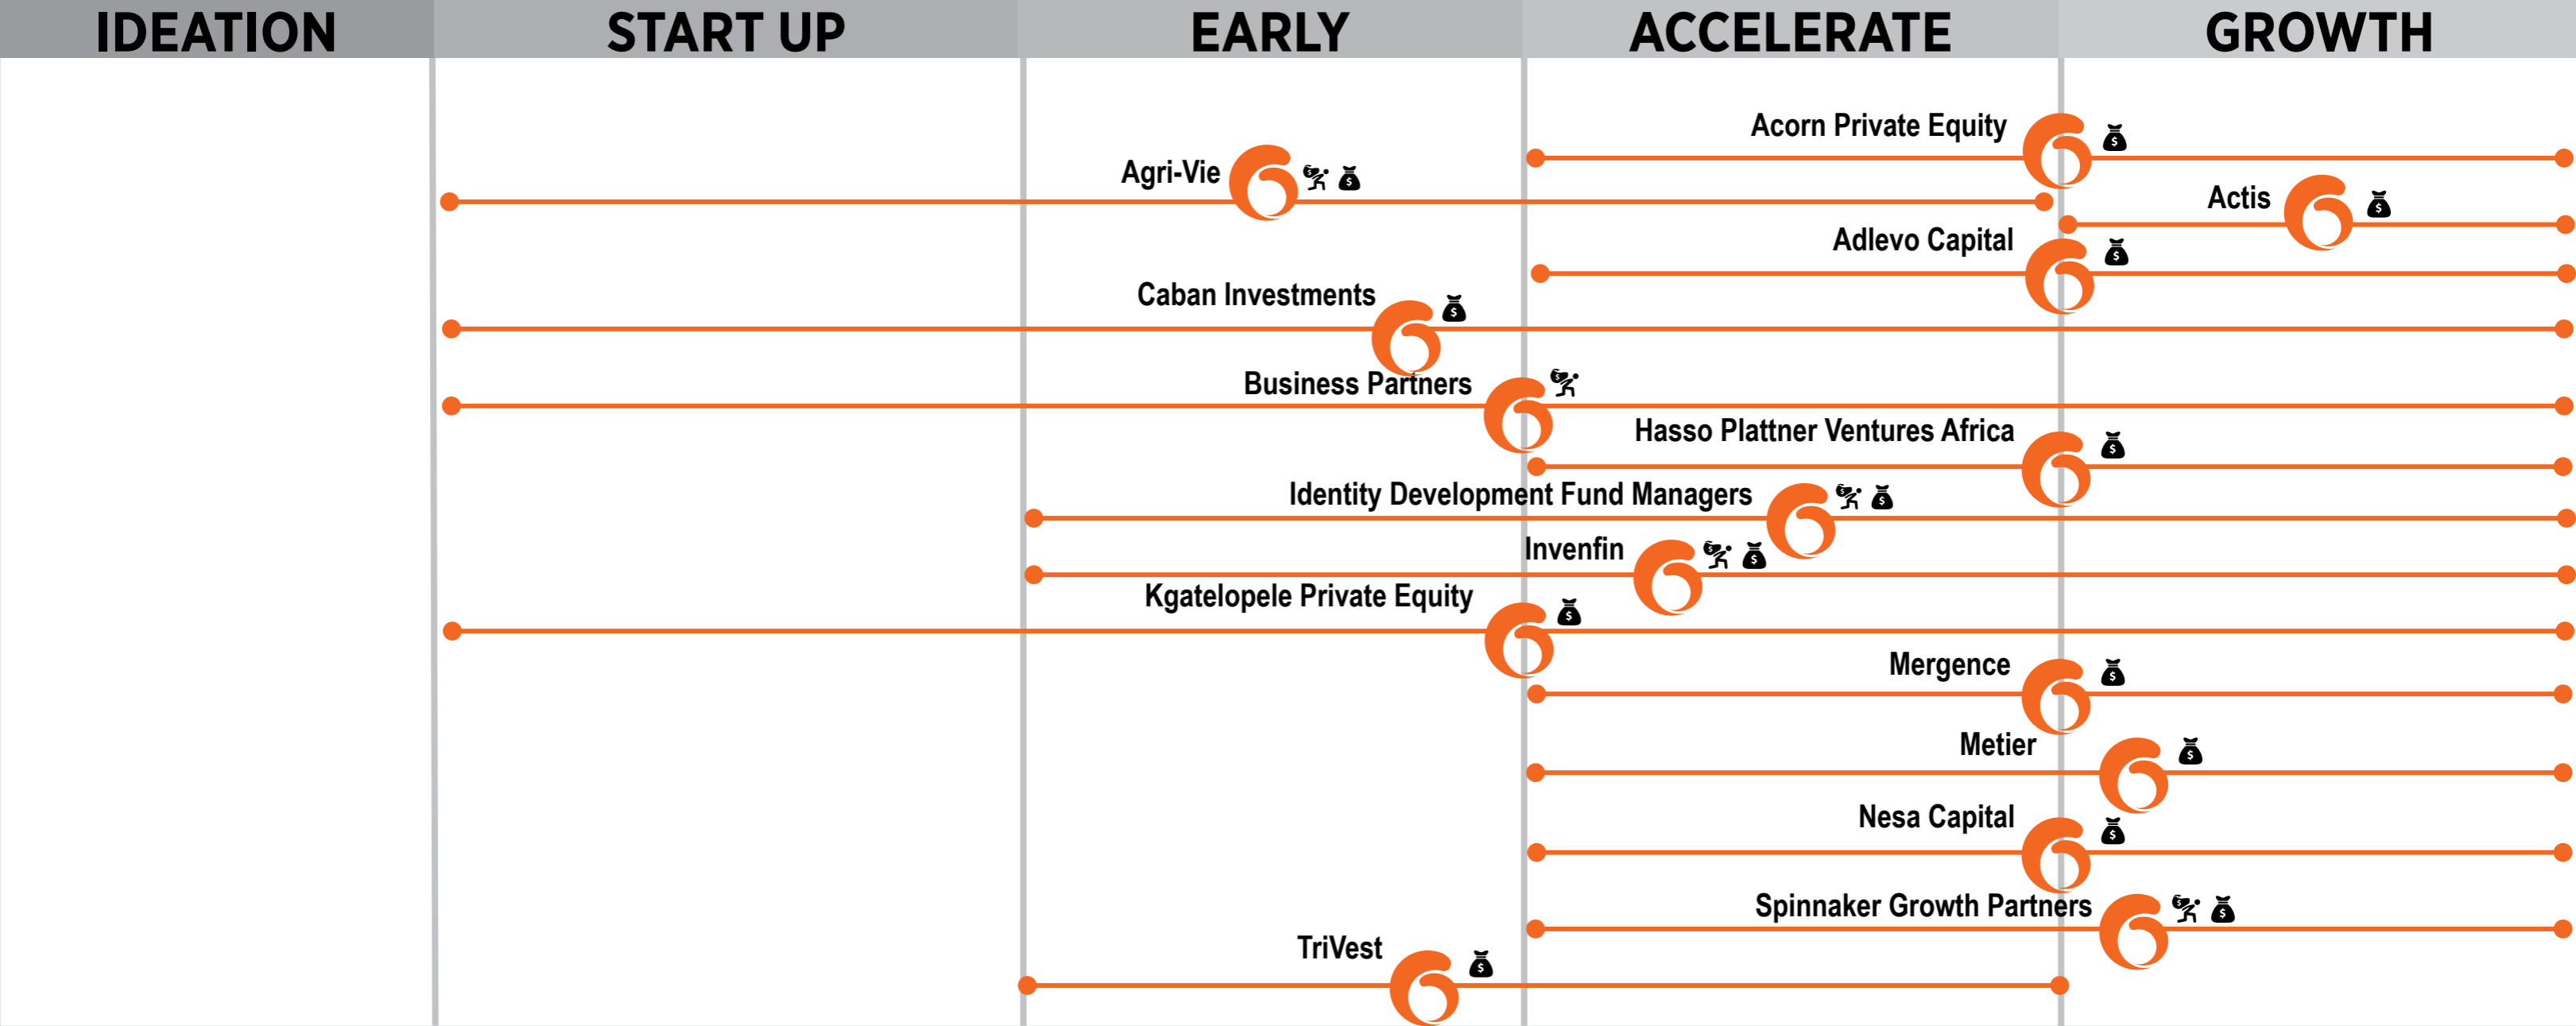 IDEATION
START UP
EARLY
ACCELERATE
GROWTH
Acorn Private Equity
Agri-Vie
Actis
Adlevo Capital
Caban Investments
Business Partners
Hasso Plattner Ventures Africa
Identity Development Fund Managers
Invenfin
Kgatelopele Private Equity
Mergence
Metier
Nesa Capital
Spinnaker Growth Partners
TriVest